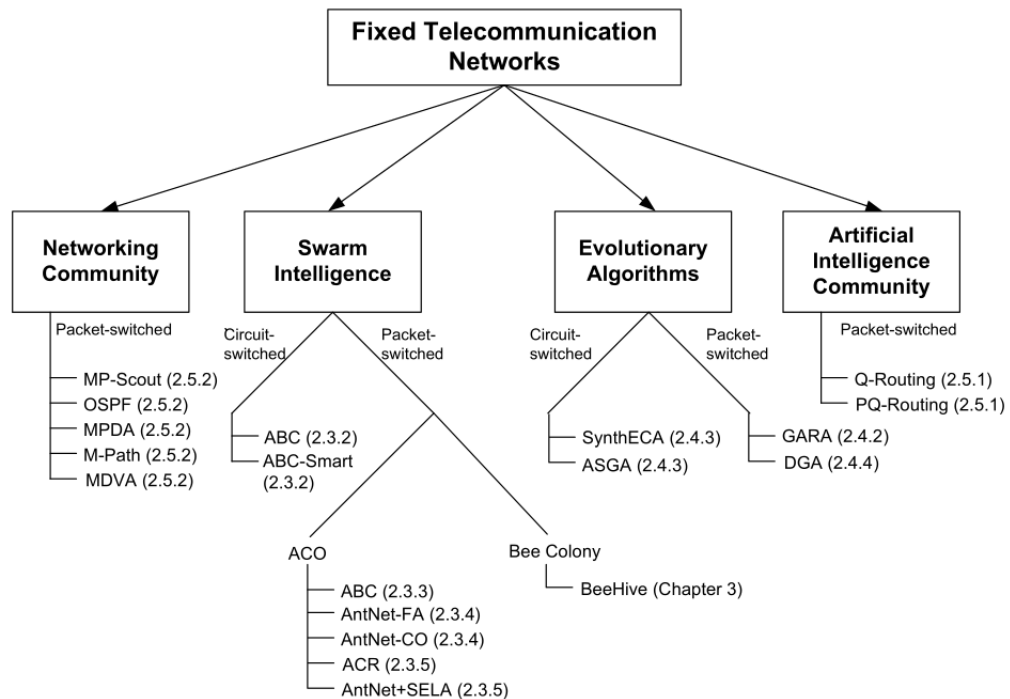 Fixed Telecommunication
Networks
Networking
Community
Swarm
Intelligence
Evolutionary
Algorithms
Artificial
Intelligence
Community
Packet-switched
MP-Scout (2.5.2)
OSPF (2.5.2)
MPDA (2.5.2)
M-Path (2.5.2)
MDVA (2.5.2)
Circuit-
switched
ABC (2.3.2)
ABC-Smart
(2.3.2)
Packet-
switched
ACO
ABC (2.3.3)
AntNet-FA (2.3.4)
AntNet-CO (2.3.4)
ACR (2.3.5)
AntNet+SELA (2.3.5)
Bee Colony
BeeHive (Chapter 3)
Circuit-
switched
SynthECA (2.4.3)
ASGA (2.4.3)
Packet-
switched
GARA (2.4.2)
DGA (2.4.4)
Packet-switched
Q-Routing (2.5.1)
PQ-Routing (2.5.1)